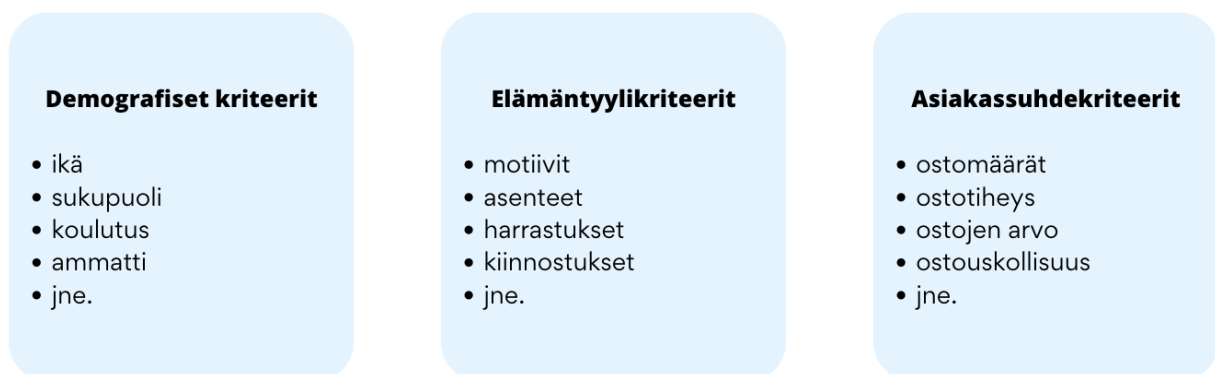 Demografiset kriteerit
• ikä
• sukupuoli
• koulutus
• ammatti
• jne.
Elämäntyylikriteerit
• motiivit
• asenteet
• harrastukset
• kiinnostukset
• jne.
Asiakassuhdekriteerit
• ostomäärät
• ostotiheys
• ostojen arvo
• ostouskollisuus
• jne.